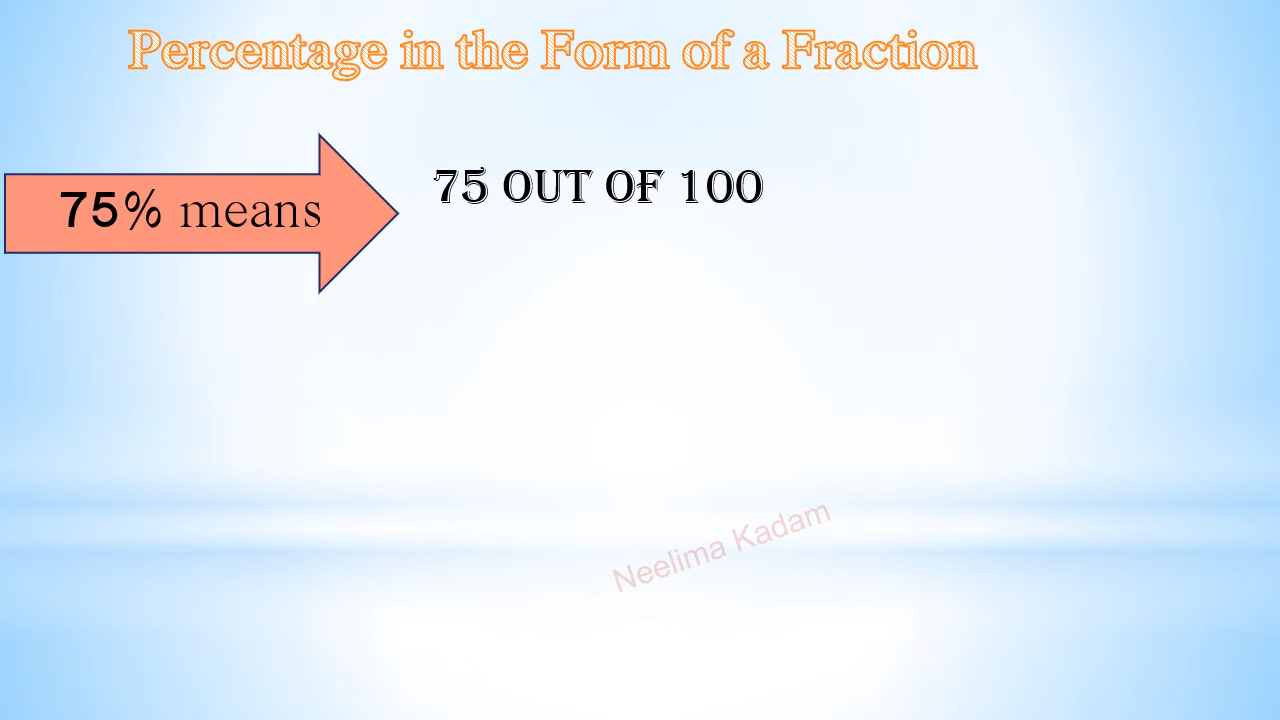 Percentage in the Form of a Fraction
75% means
75 OUT OF 100
Neelima Kadam